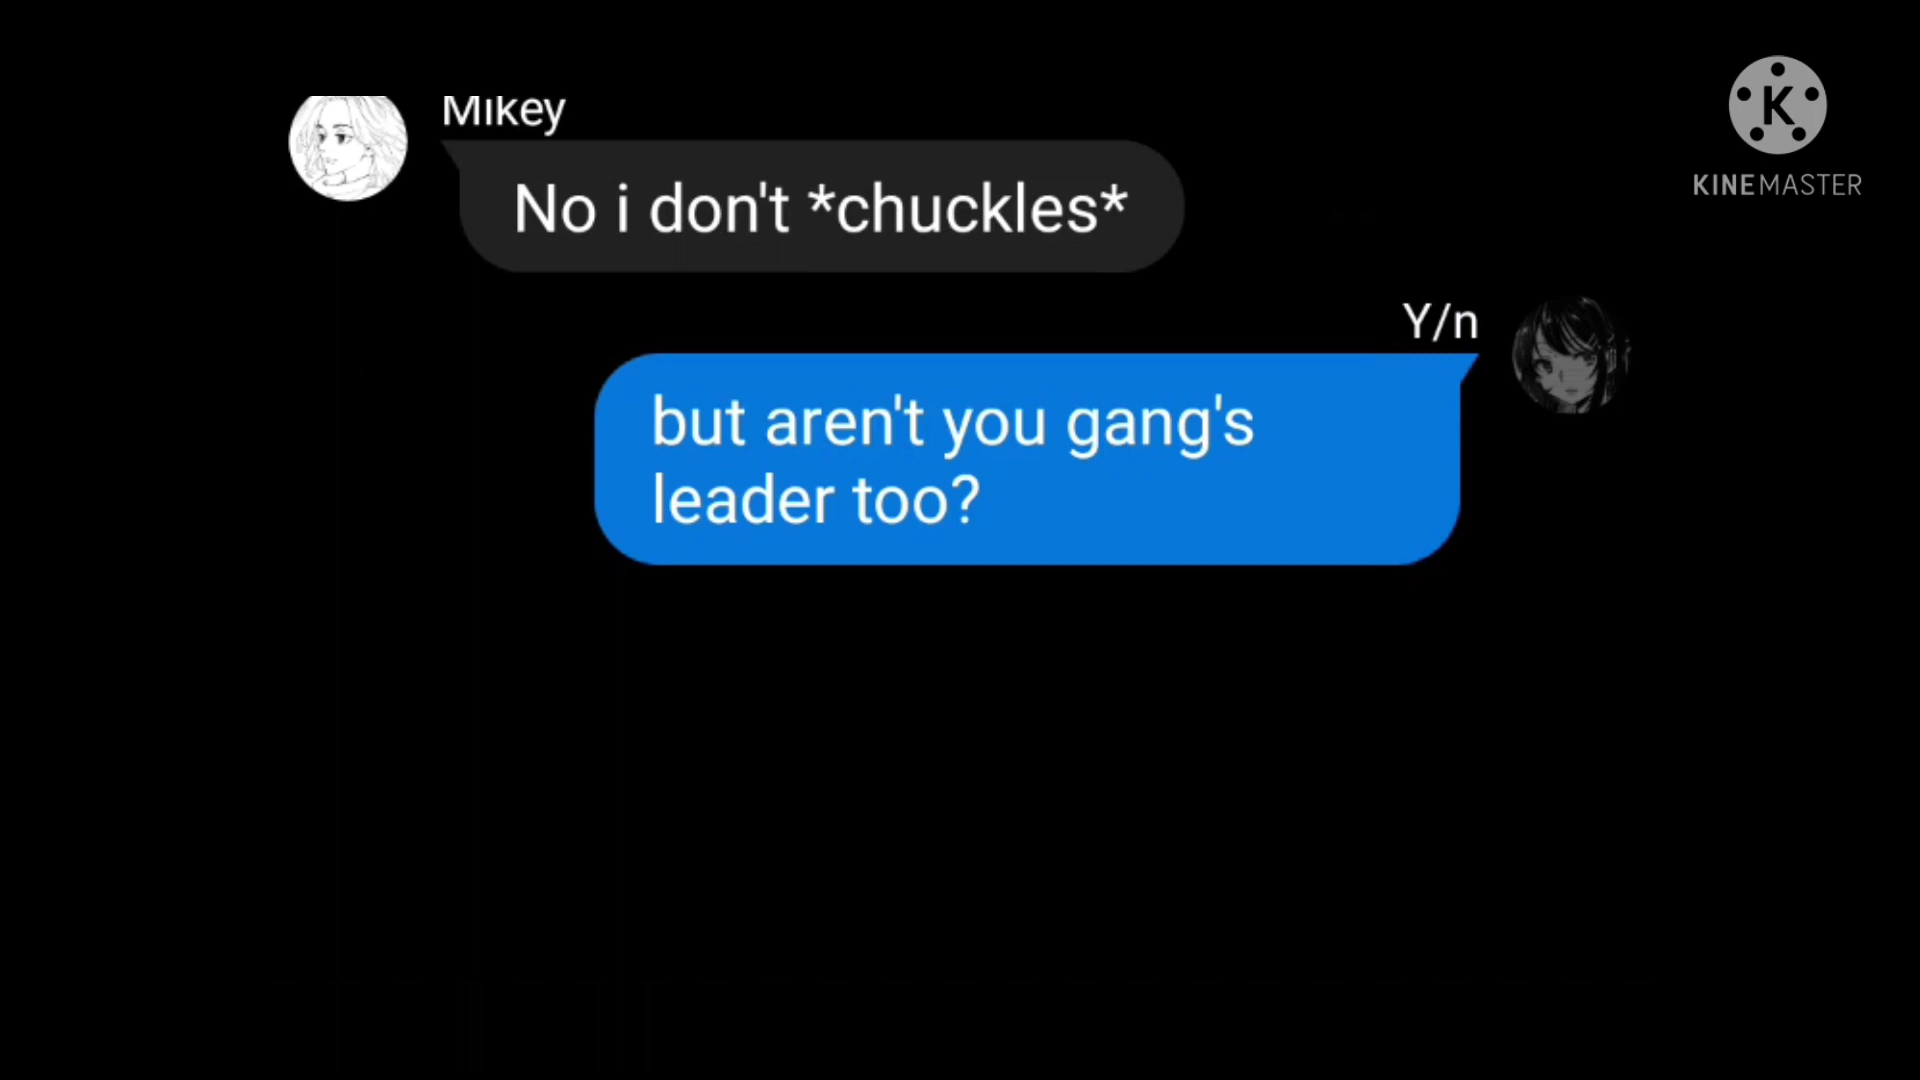 Mikey
No i don't *chuckles*
Y/n
but aren't you gang's
leader too?
K
KINEMASTER